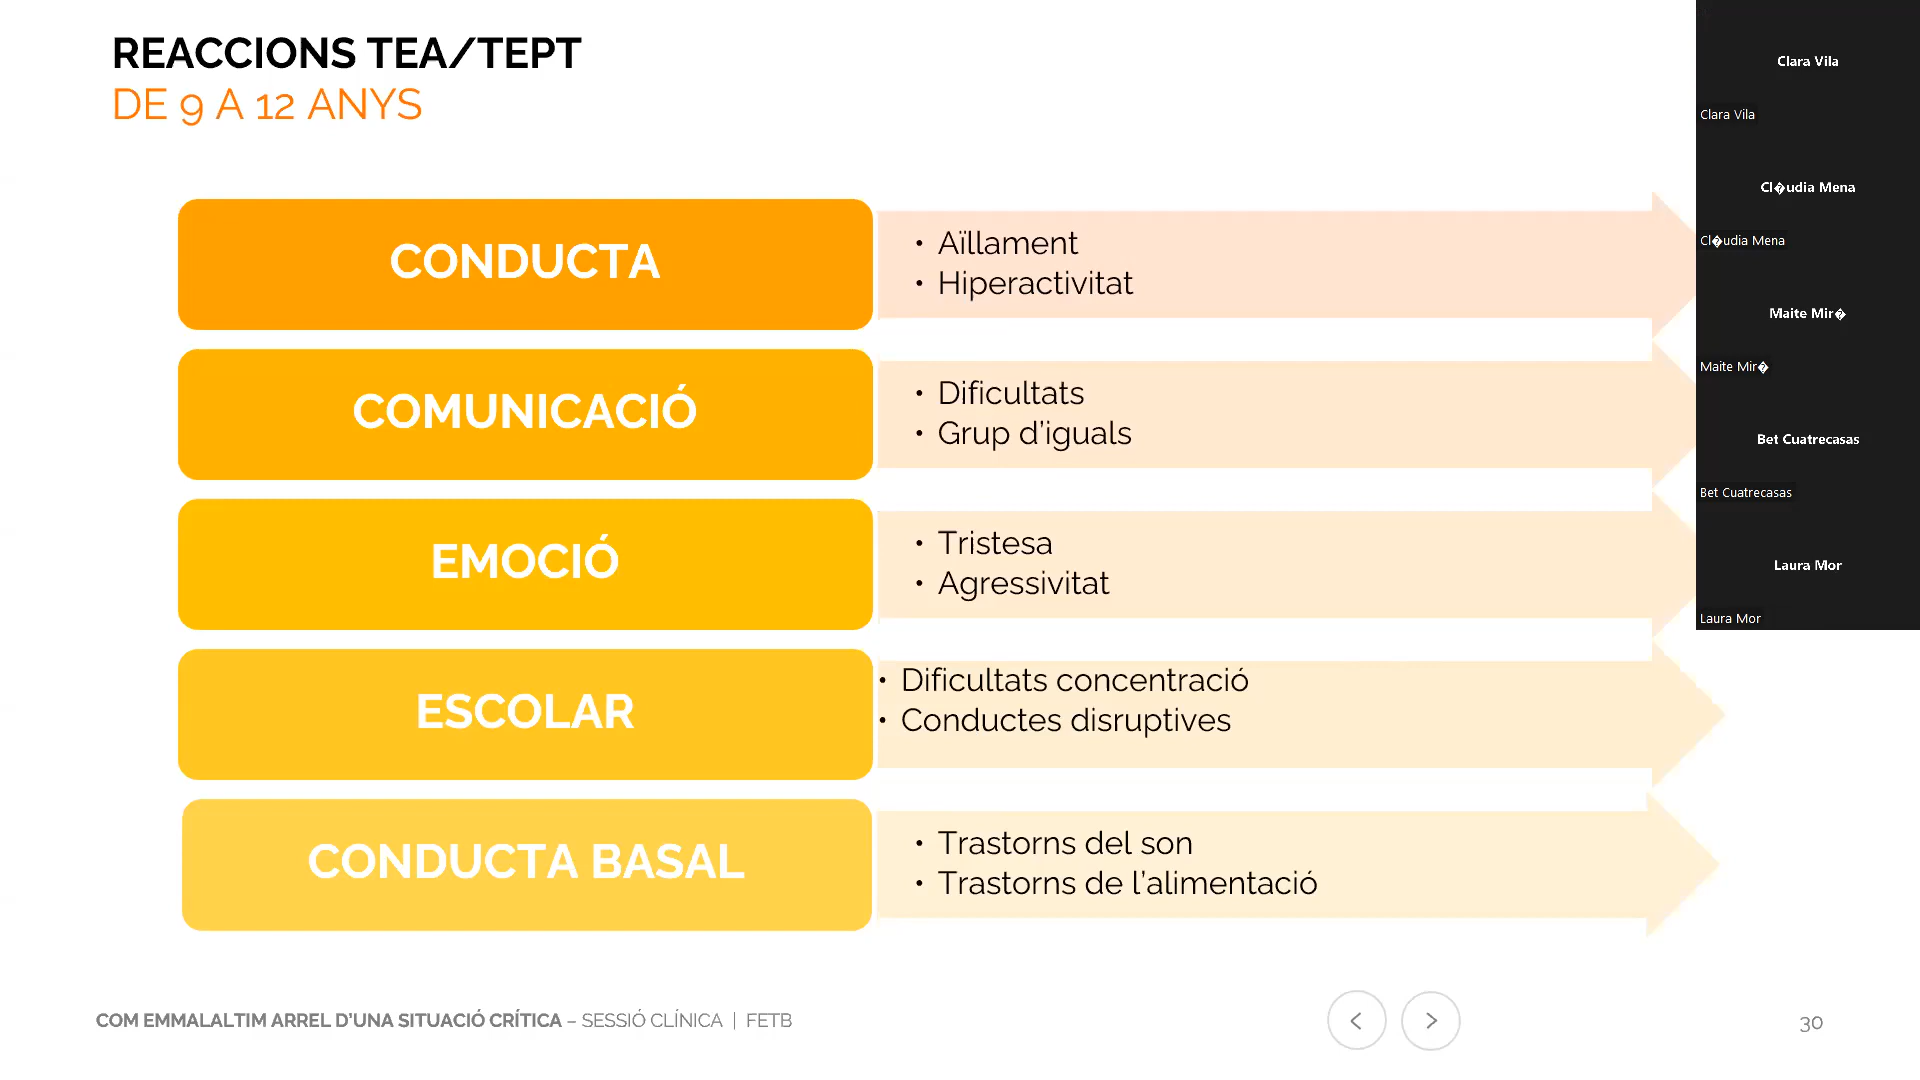 REACCIONS TEA/TEPT
DE 9 A 12 ANYS
CONDUCTA
• Aïllament
• Hiperactivitat
COMUNICACIÓ
• Dificultats
• Grup d'iguals
EMOCIÓ
• Tristesa
• Agressivitat
ESCOLAR
• Dificultats concentració
• Conductes disruptives
CONDUCTA BASAL
• Trastorns del son
• Trastorns de l'alimentació
COM EMMALALTIM ARREL D'UNA SITUACIÓ CRÍTICA – SESSIÓ CLÍNICA | FETB
30
Clara Vila
Clara Vila
Cl�udia Mena
Cl�udia Mena
Maite Mir�
Maite Mir�
Bet Cuatrecasas
Bet Cuatrecasas
Laura Mor
Laura Mor